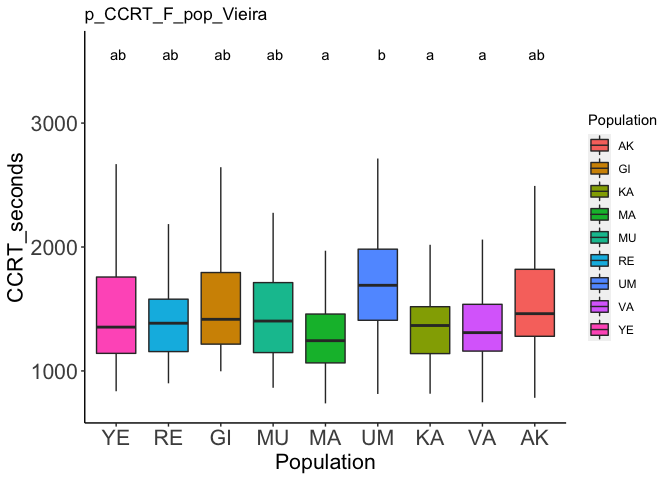 p_CCRT_F_pop_Vieira
ab ab ab ab a b a a ab
CCRT_seconds
3000
2000
1000
YE RE GI MU MA UM KA VA AK
Population
Population
AK
GI
KA
MA
MU
RE
UM
VA
YE